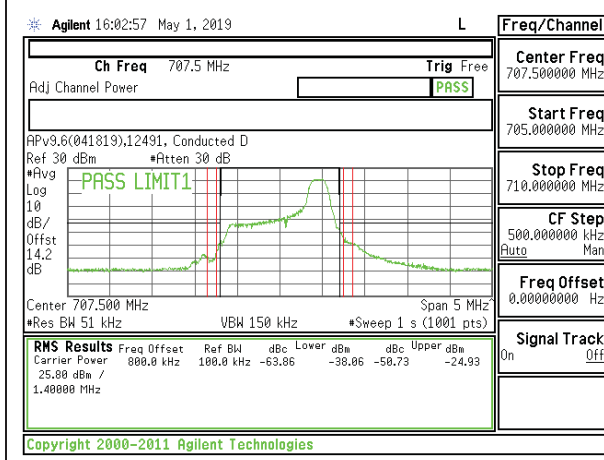 Agilent 16:02:57 May 1, 2019 L
Ch Freq 707.5 MHz Trig Free
Adj Channel Power PASS
APv9.6(041819),12491, Conducted D
Ref 30 dBm #Atten 30 dB
#Avg
Log
10
dB/
Offst
14.2
dB
PASS LIMIT1
Center 707.500 MHz Span 5 MHz
#Res BW 51 kHz VBW 150 kHz #Sweep 1 s (1001 pts)
RMS Results Freq Offset Ref BW dBc Lower dBm dBc Upper dBm
Carrier Power 800.0 kHz 100.0 kHz -63.86 -38.06 -50.73 -24.93
25.80 dBm /
1.40000 MHz
Copyright 2000-2011 Agilent Technologies
Freq/Channel
Center Freq
707.500000 MHz
Start Freq
705.000000 MHz
Stop Freq
710.000000 MHz
CF Step
500.000000 kHz
Auto Man
Freq Offset
0.00000000 Hz
Signal Track
On Off